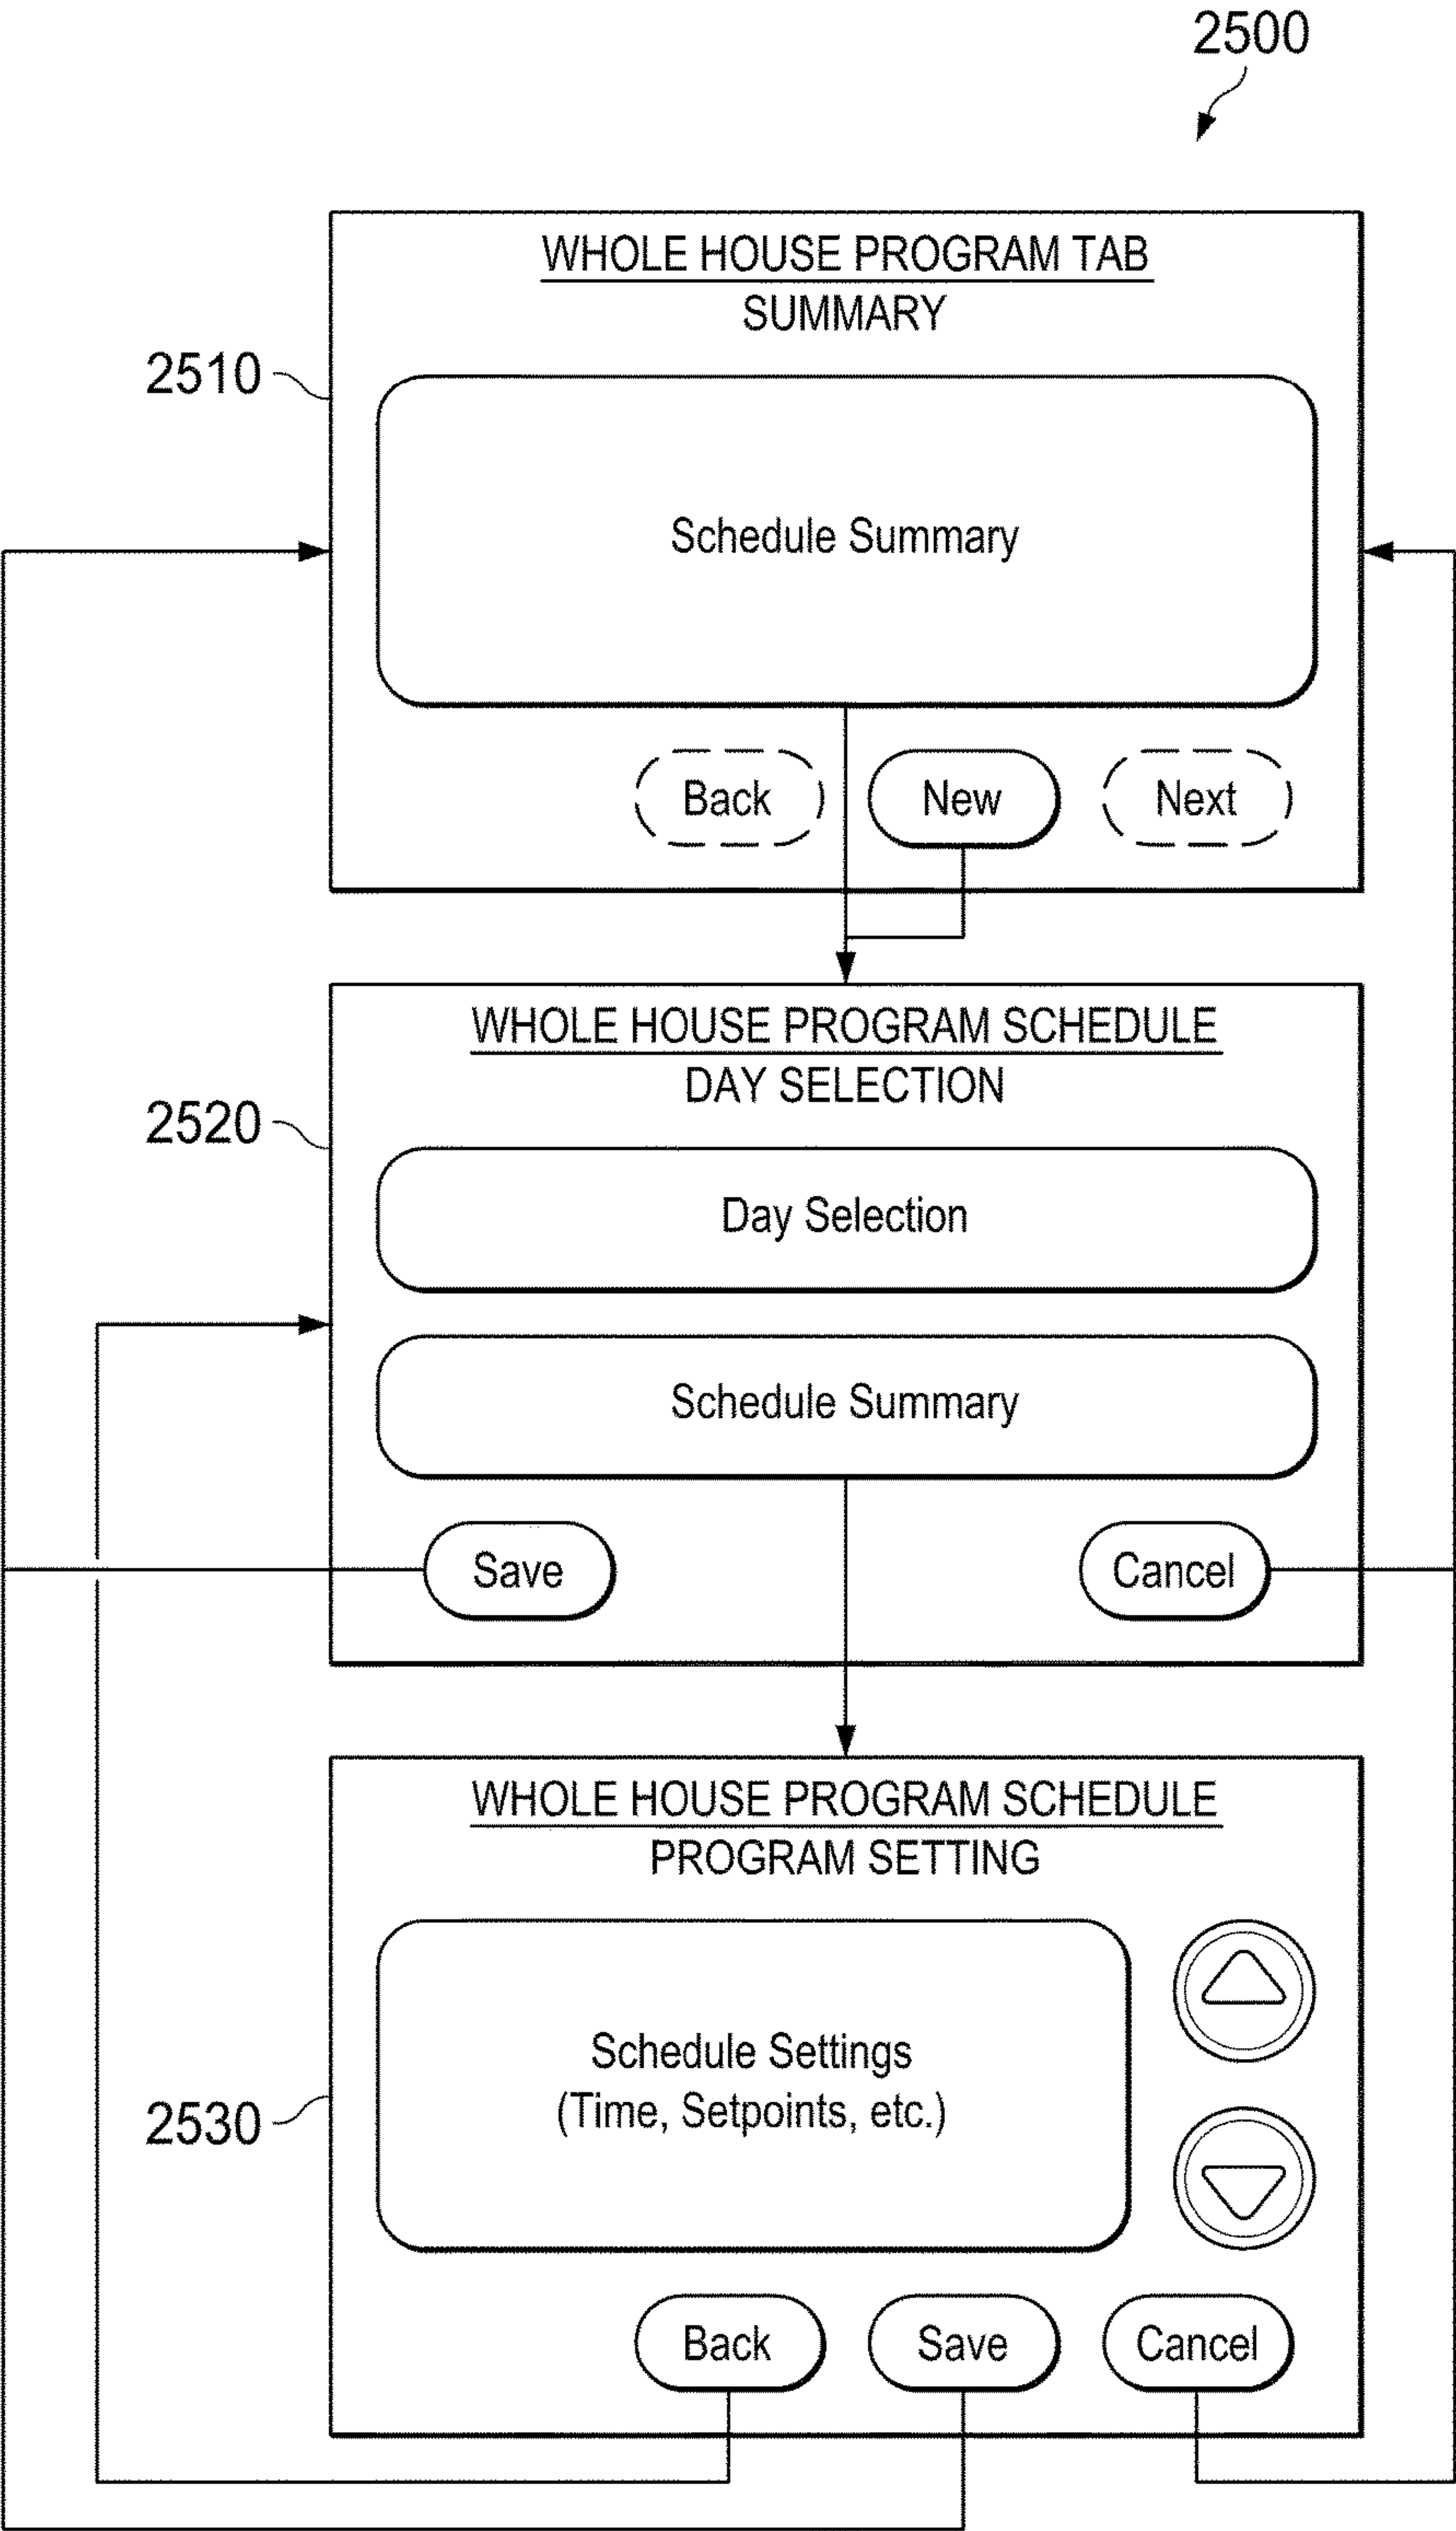 2500
WHOLE HOUSE PROGRAM TAB
SUMMARY
2510
Schedule Summary
Back
New
Next
WHOLE HOUSE PROGRAM SCHEDULE
DAY SELECTION
2520
Day Selection
Schedule Summary
Save
Cancel
WHOLE HOUSE PROGRAM SCHEDULE
PROGRAM SETTING
Schedule Settings
(Time, Setpoints, etc.)
2530
Back
Save
Cancel